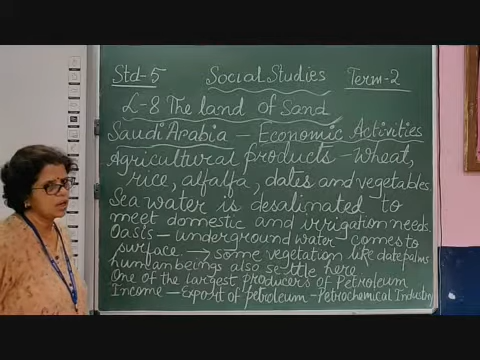 Std-5 Social Studies Term-2
L-8 The land of Sand
Saudi Arabia - Economic Activities
Agricultural products - Wheat,
rice, alfalfa, dates and vegetables.
Sea water is desalinated to
meet domestic and irrigation needs.
Oasis - underground water comes to
surface → some vegetation like date palms
human beings also settle here
One of the largest producers of Petroleum
Income - Export of petroleum - Petrochemical Industry